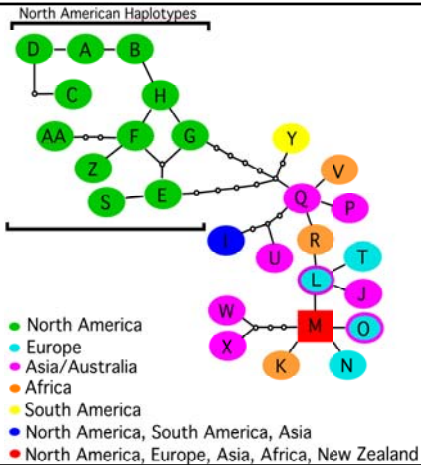 North American Haplotypes
D A B
C
H
AA F G Y
Z V
S E Q P
I U R
L T
J
W
X M O
K N
North America
Europe
Asia/Australia
Africa
South America
North America, South America, Asia
North America, Europe, Asia, Africa, New Zealand